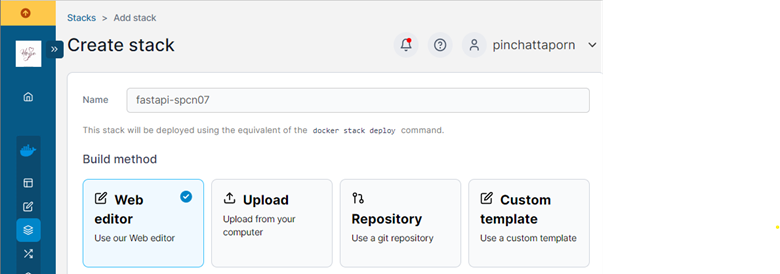 Stacks > Add stack
Create stack
pinchattaporn
Name
fastapi-spcn07
This stack will be deployed using the equivalent of the docker stack deploy command.
Build method
Web editor
Use our Web editor
Upload
Upload from your computer
Repository
Use a git repository
Custom template
Use a custom template